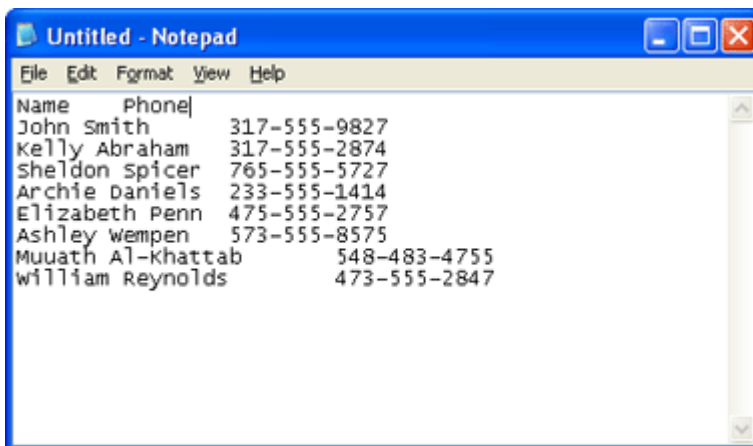 Untitled - Notepad
File Edit Format View Help
Name Phone
John Smith 317-555-9827
Kelly Abraham 317-555-2874
Sheldon Spicer 765-555-5727
Archie Daniels 233-555-1414
Elizabeth Penn 475-555-2757
Ashley Wempen 573-555-8575
Muuath Al-Khattab 548-483-4755
William Reynolds 473-555-2847